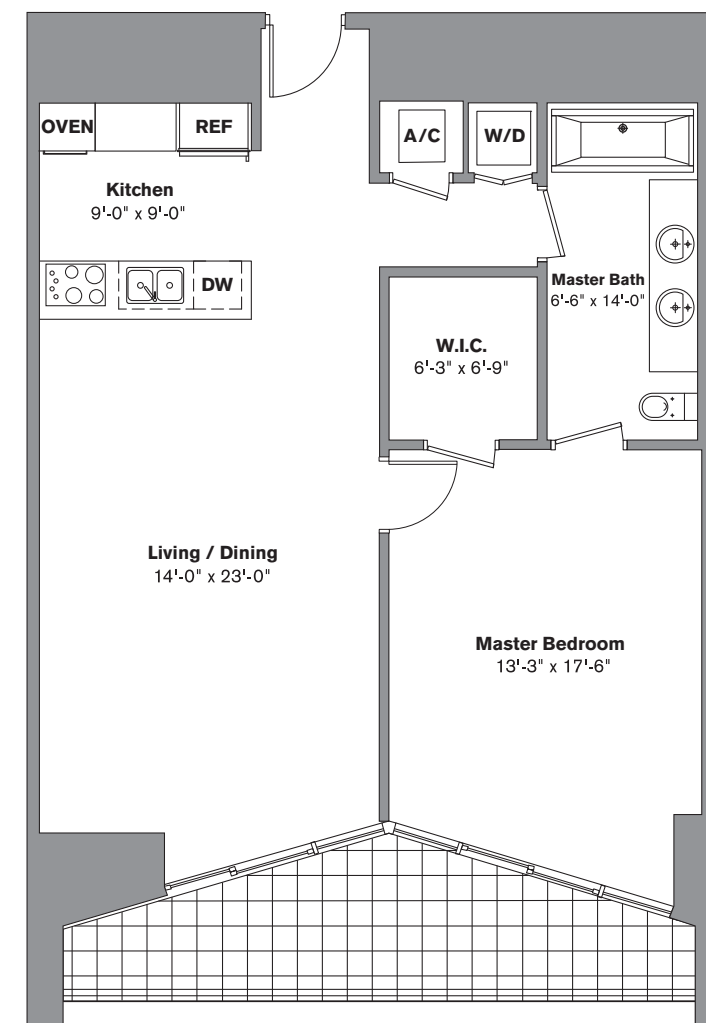 OVEN
REF
A/C
W/D
Kitchen
9'-0" x 9'-0"
DW
Master Bath
6'-6" x 14'-0"
W.I.C.
6'-3" x 6'-9"
Living / Dining
14'-0" x 23'-0"
Master Bedroom
13'-3" x 17'-6"